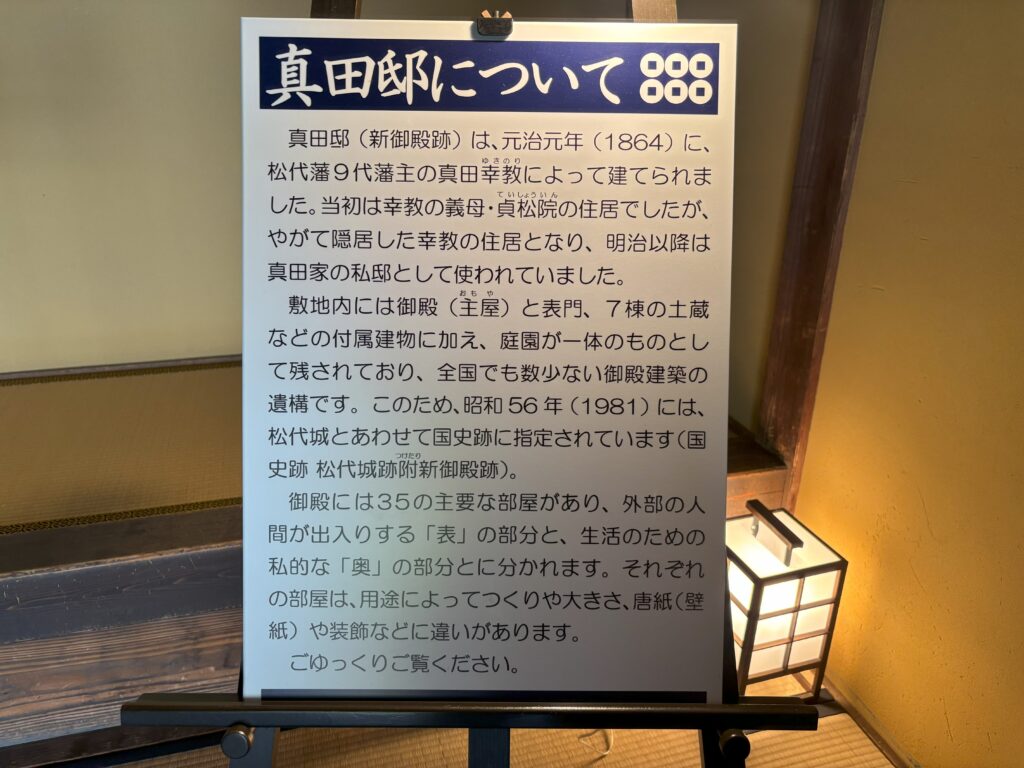 真田邸について
真田邸（新御殿跡）は、元治元年（1864）に、
松代藩９代藩主の真田幸教によって建てられま
した。当初は幸教の義母・貞松院の住居でしたが、
やがて隠居した幸教の住居となり、明治以降は
真田家の私邸として使われていました。
敷地内には御殿（主屋）と表門、７棟の土蔵
などの付属建物に加え、庭園が一体のものとし
て残されており、全国でも数少ない御殿建築の
遺構です。このため、昭和56年（1981）には、
松代城とあわせて国史跡に指定されています（国
史跡 松代城跡附新御殿跡）。
御殿には35の主要な部屋があり、外部の人
間が出入りする「表」の部分と、生活のための
私的な「奥」の部分とに分かれます。それぞれ
の部屋は、用途によってつくりや大きさ、唐紙（壁
紙）や装飾などに違いがあります。
ごゆっくりご覧ください。